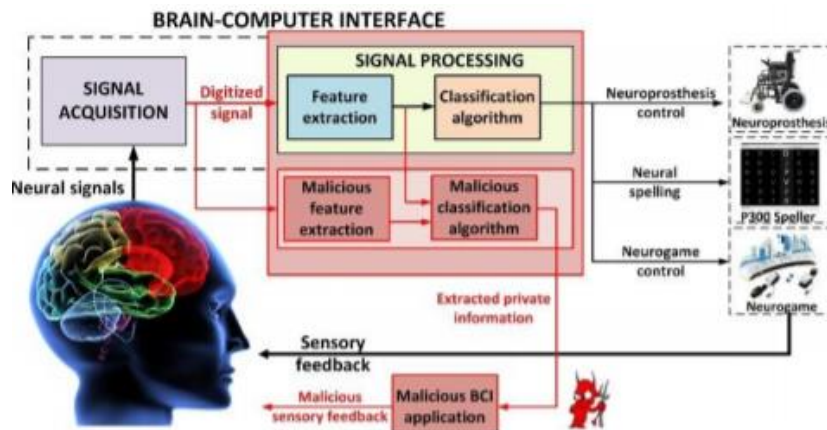 BRAIN-COMPUTER INTERFACE
SIGNAL
ACQUISITION
Digitized
signal
SIGNAL PROCESSING
Feature
extraction
Classification
algorithm
Neuroprosthesis
control
Neuroprosthesis
Neural signals
Malicious
feature
extraction
Malicious
classification
algorithm
Neural
spelling
P300 Speller
Neurogame
control
Neurogame
Extracted private
information
Sensory
feedback
Malicious
sensory feedback
Malicious BCI
application